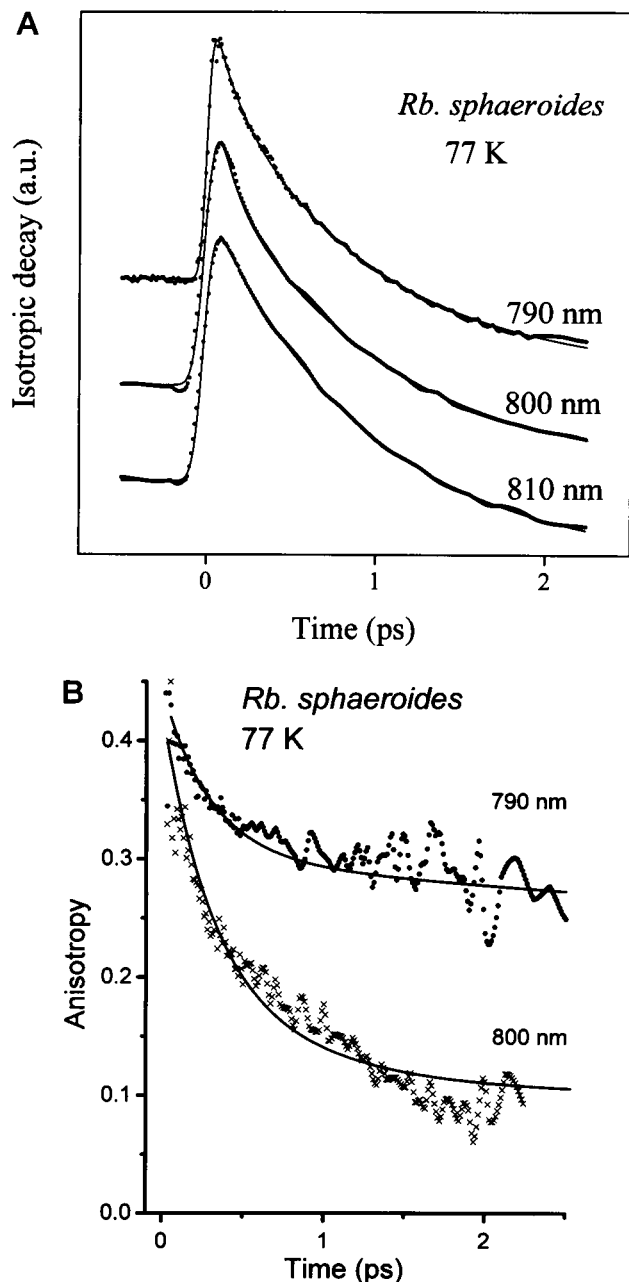 A
Rb. sphaeroides
77 K
790 nm
800 nm
810 nm
Isotropic decay (a.u.)
0
1
2
Time (ps)
B
Rb. sphaeroides
77 K
790 nm
800 nm
Anisotropy
0.4
0.3
0.2
0.1
0.0
0
1
2
Time (ps)